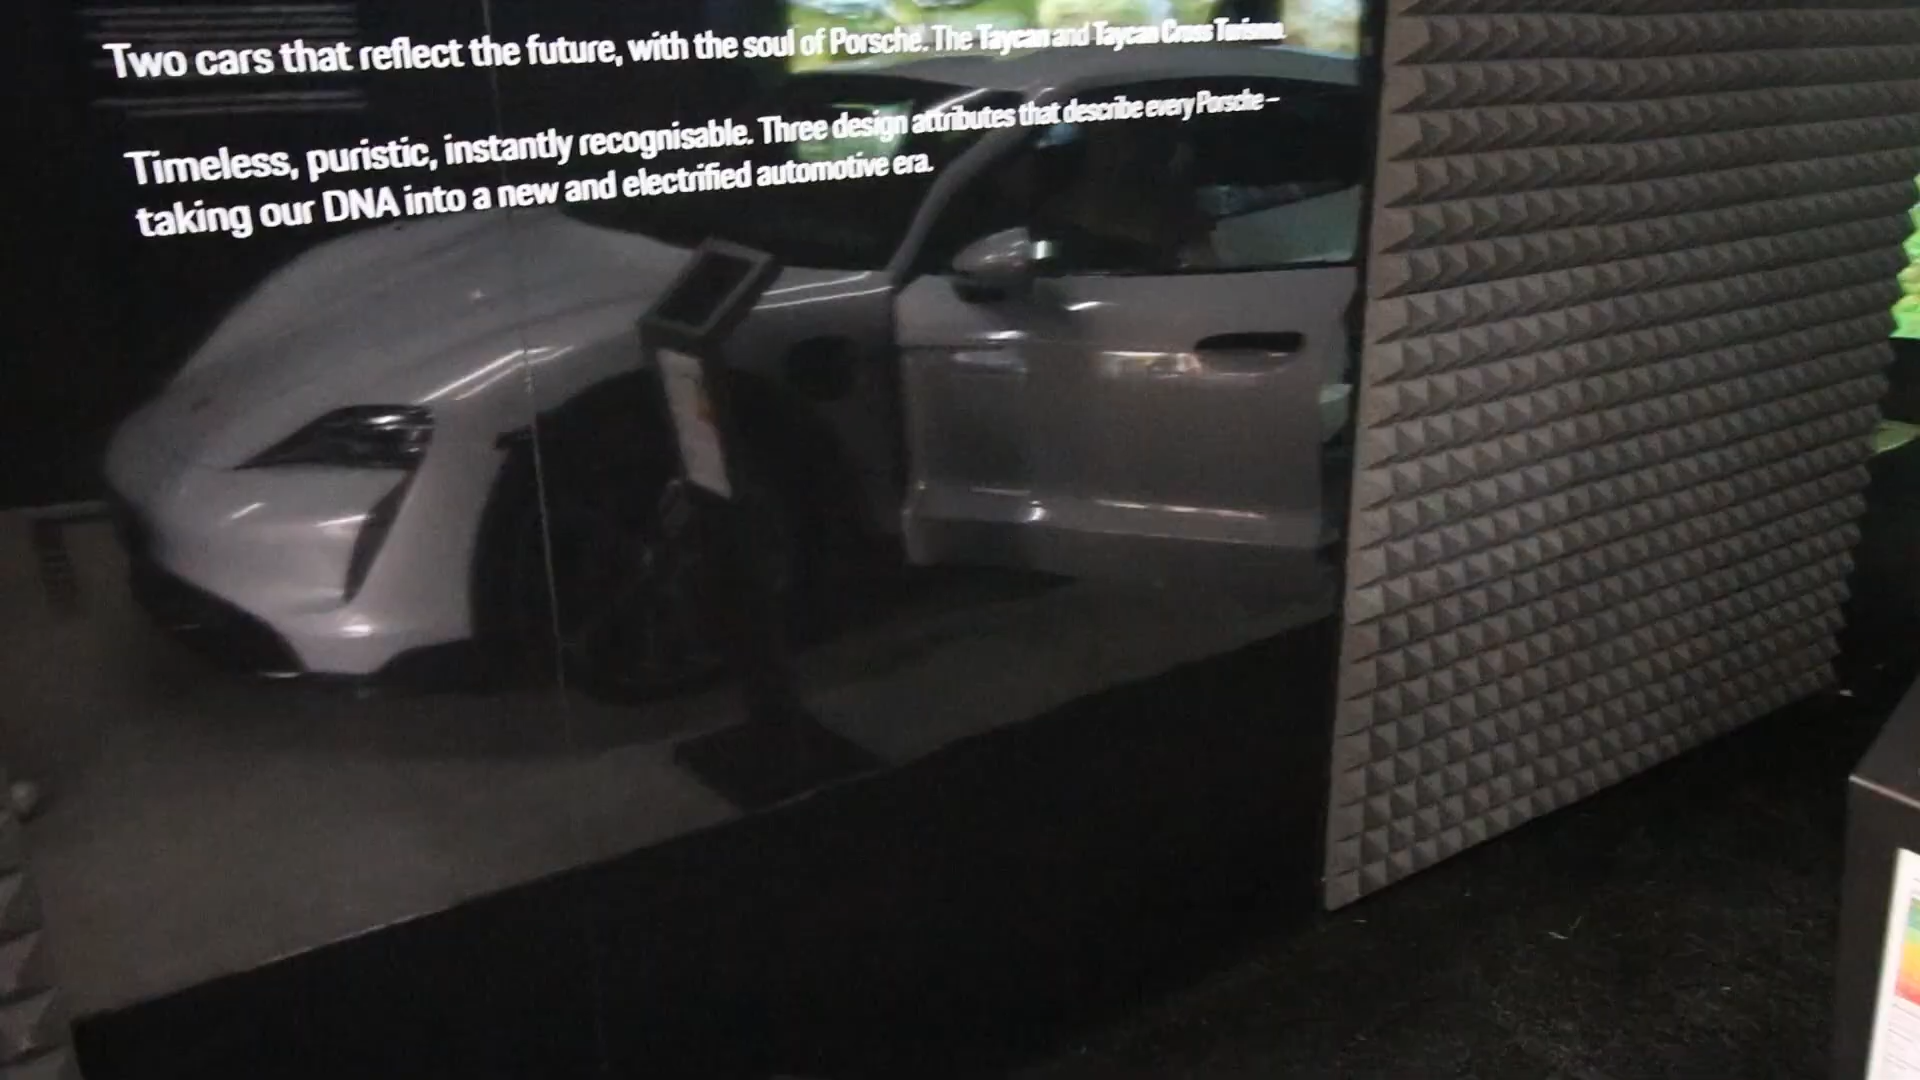 Two cars that reflect the future, with the soul of Porsche. The Taycan and Taycan Cross Turismo.
Timeless, puristic, instantly recognisable. Three design attributes that describe every Porsche –
taking our DNA into a new and electrified automotive era.